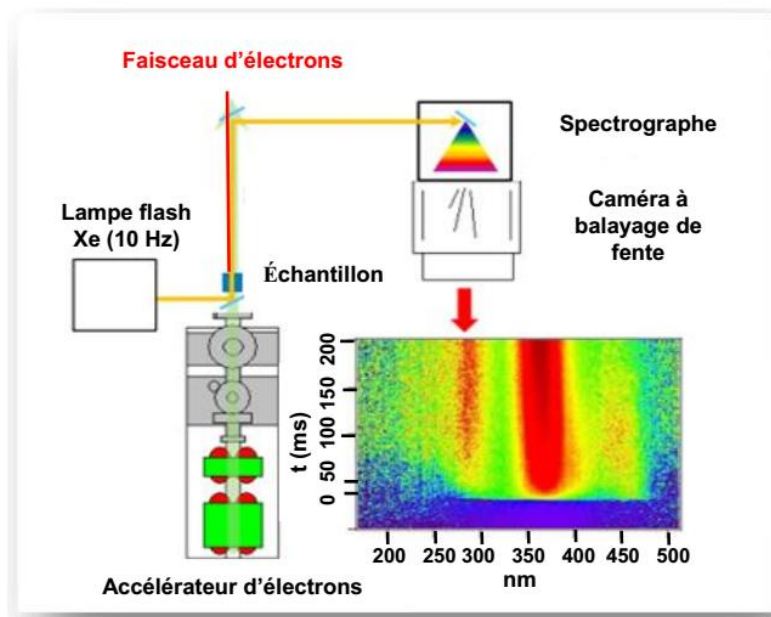 Faisceau d’électrons
Spectrographe
Lampe flash
Xe (10 Hz)
Caméra à
balayage de
fente
Échantillon
t (ms)
200
150
100
50
0
200 250 300 350 400 450 500
nm
Accélérateur d’électrons